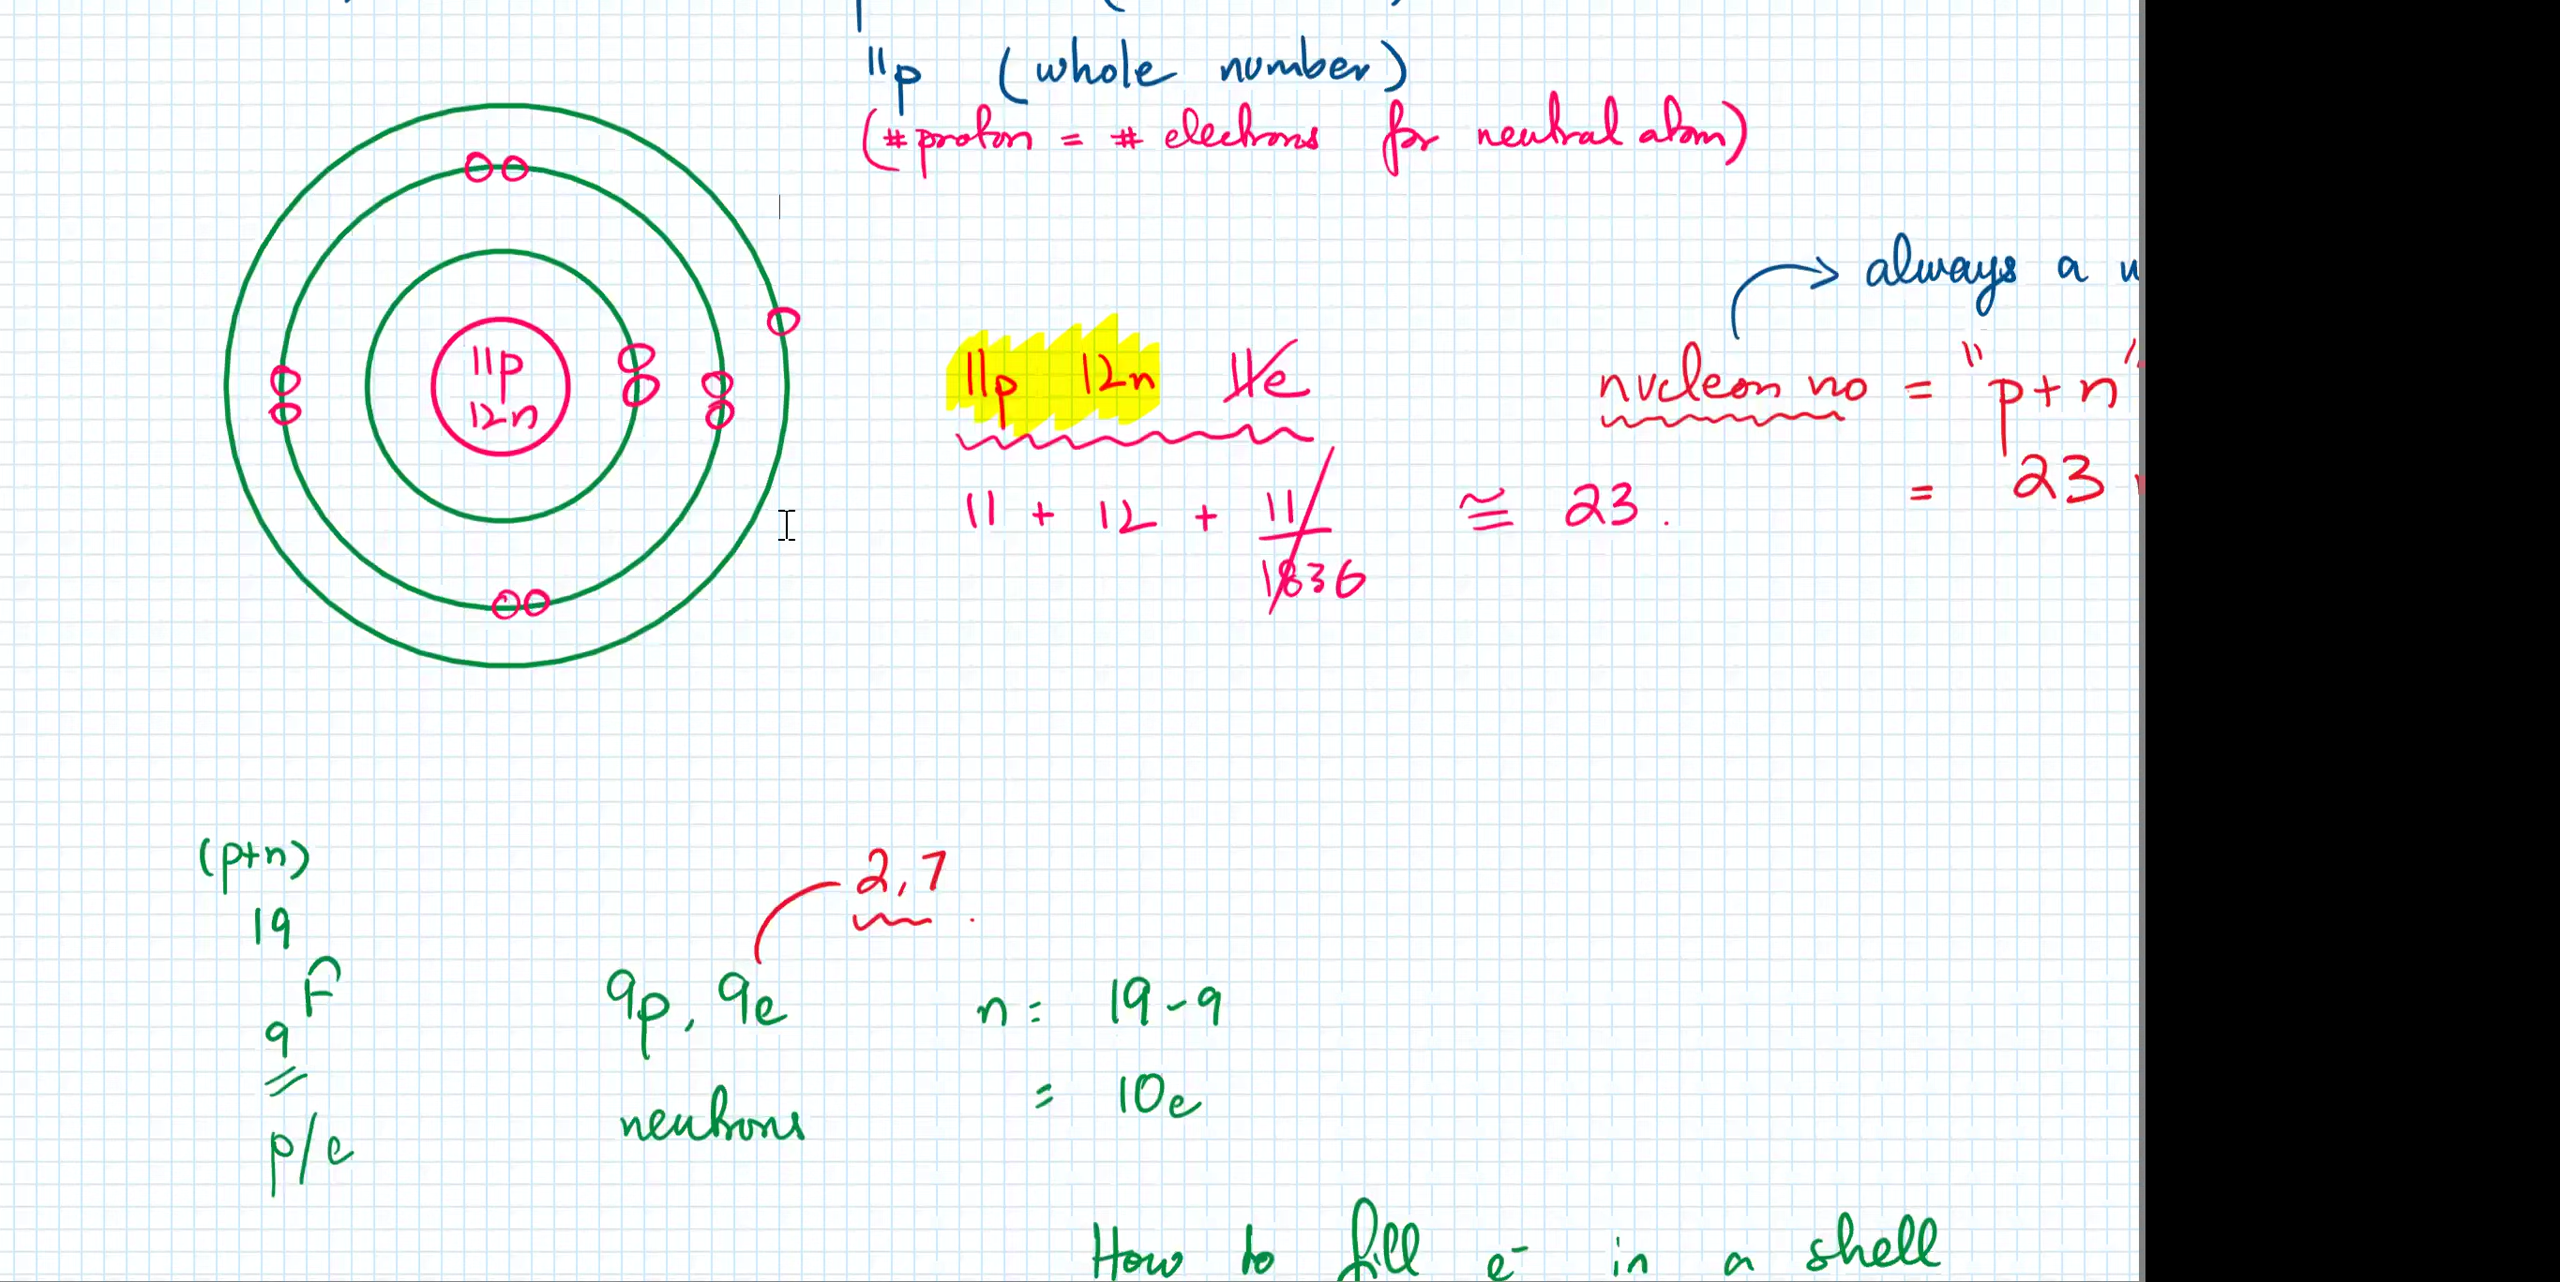 11p (whole number)
(# proton = # electrons for neutral atom)
always a
11p
12n
11p 12n 11e
nucleon no = "p+n"
11 + 12 + 11/1836 ≅ 23.
= 23
(p+n)
19
F
9
p/e
2,7.
9p, 9e
n = 19-9
neutrons
= 10e
How to fill e⁻ in a shell